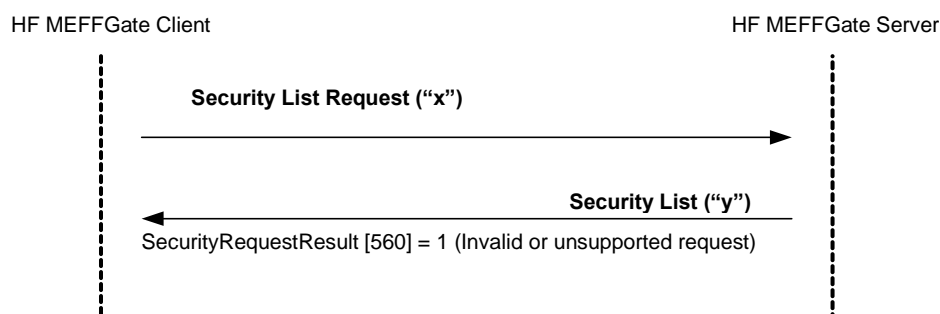 HF MEFFGate Client
HF MEFFGate Server
Security List Request (“x”)
Security List (“y”)
SecurityRequestResult [560] = 1 (Invalid or unsupported request)